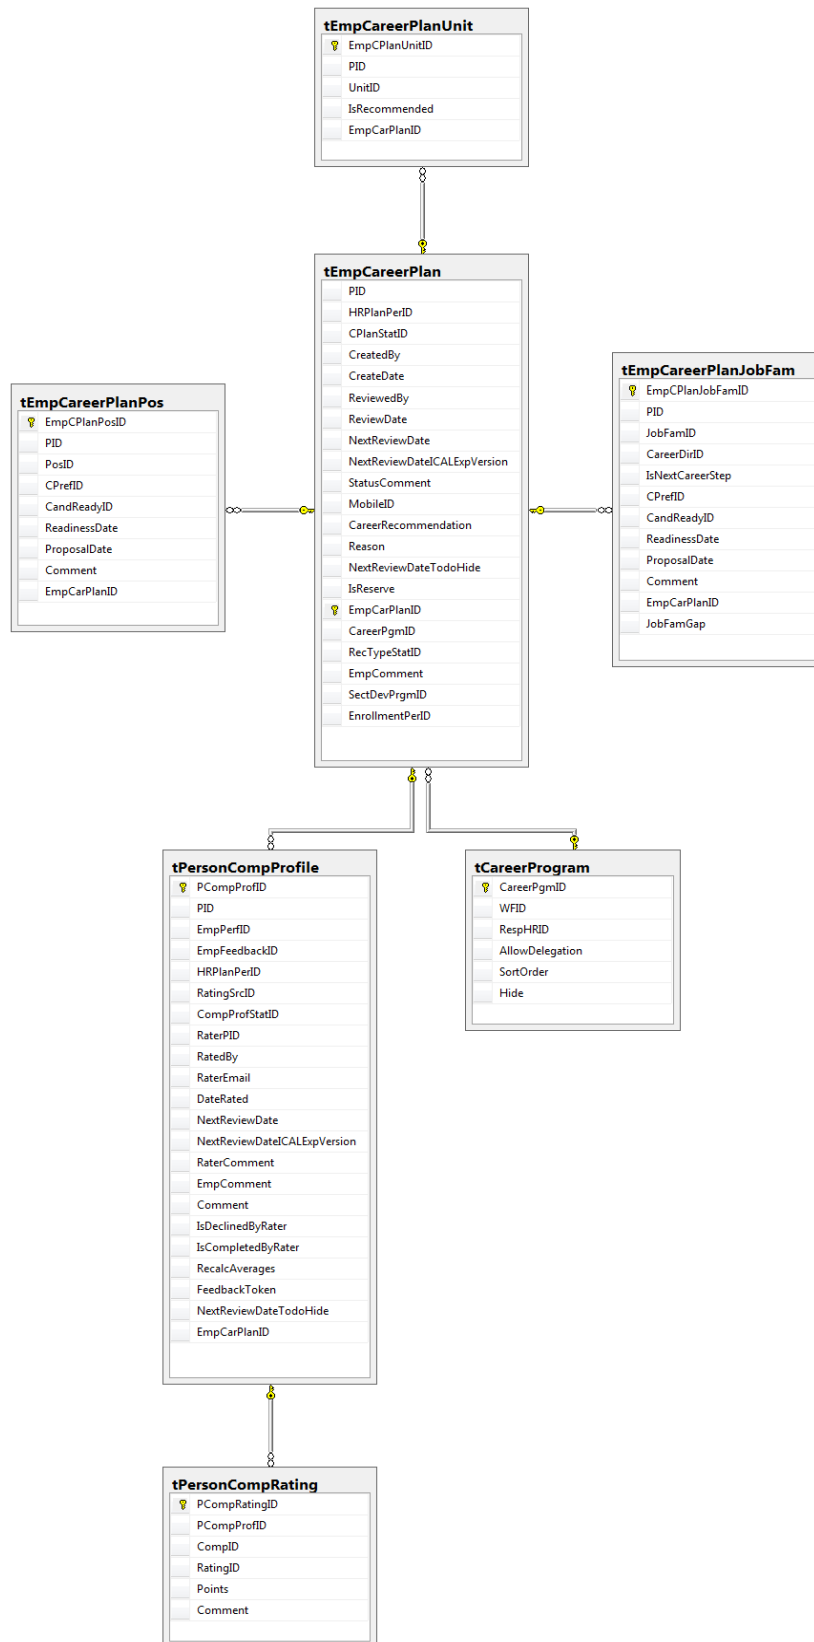 tEmpCareerPlanUnit
EmpCPlanUnitID
PID
UnitID
IsRecommended
EmpCarPlanID
tEmpCareerPlan
PID
HRPlanPerID
CPlanStatID
CreatedBy
CreateDate
ReviewedBy
ReviewDate
NextReviewDate
NextReviewDateICALExpVersion
StatusComment
MobileID
CareerRecommendation
Reason
NextReviewDateTodoHide
IsReserve
EmpCarPlanID
CareerPgmID
RecTypeStatID
EmpComment
SectDevPrgmID
EnrollmentPerID
tEmpCareerPlanPos
EmpCPlanPosID
PID
PosID
CPrefID
CandReadyID
ReadinessDate
ProposalDate
Comment
EmpCarPlanID
tEmpCareerPlanJobFam
EmpCPlanJobFamID
PID
JobFamID
CareerDirID
IsNextCareerStep
CPrefID
CandReadyID
ReadinessDate
ProposalDate
Comment
EmpCarPlanID
JobFamGap
tPersonCompProfile
PCompProfID
PID
EmpPerfID
EmpFeedbackID
HRPlanPerID
RatingSrcID
CompProfStatID
RaterPID
RatedBy
RaterEmail
DateRated
NextReviewDate
NextReviewDateICALExpVersion
RaterComment
EmpComment
Comment
IsDeclinedByRater
IsCompletedByRater
RecalcAverages
FeedbackToken
NextReviewDateTodoHide
EmpCarPlanID
tCareerProgram
CareerPgmID
WFID
RespHRID
AllowDelegation
SortOrder
Hide
tPersonCompRating
PCompRatingID
PCompProfID
CompID
RatingID
Points
Comment